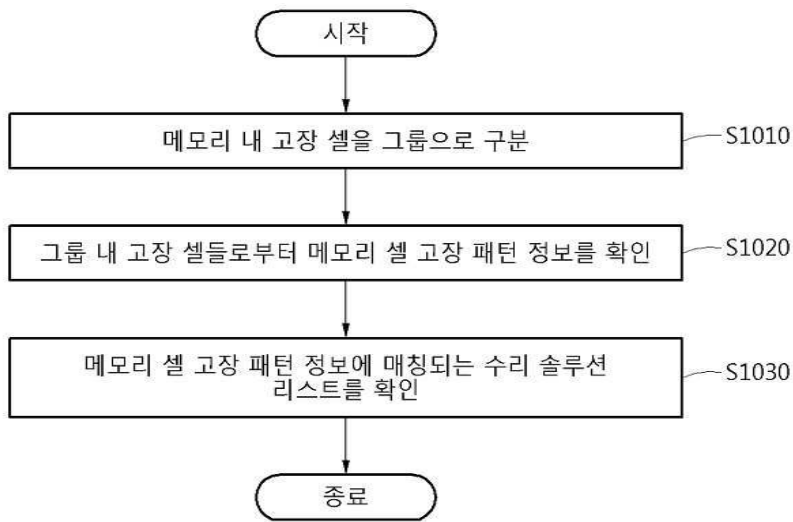 시작
메모리 내 고장 셀을 그룹으로 구분
S1010
그룹 내 고장 셀들로부터 메모리 셀 고장 패턴 정보를 확인
S1020
메모리 셀 고장 패턴 정보에 매칭되는 수리 솔루션
리스트를 확인
S1030
종료